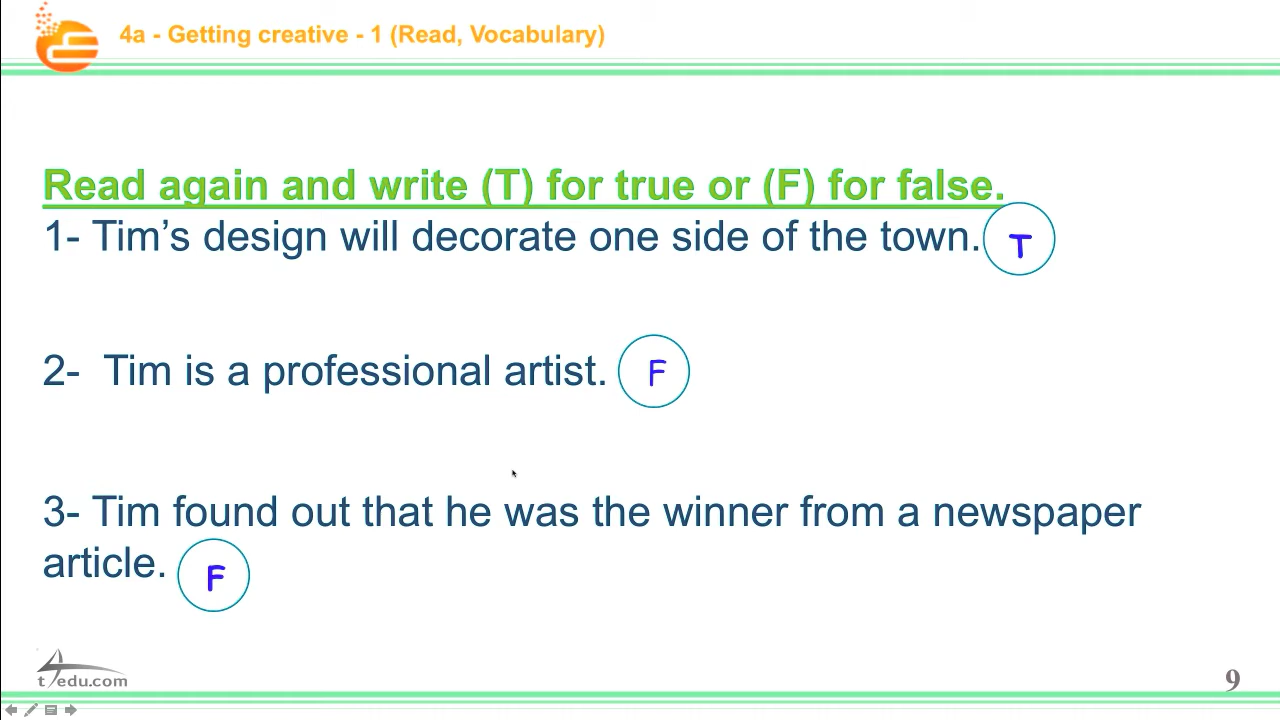 4a - Getting creative - 1 (Read, Vocabulary)
Read again and write (T) for true or (F) for false.
1- Tim’s design will decorate one side of the town. T
2- Tim is a professional artist. F
3- Tim found out that he was the winner from a newspaper
article. F
t4edu.com
9